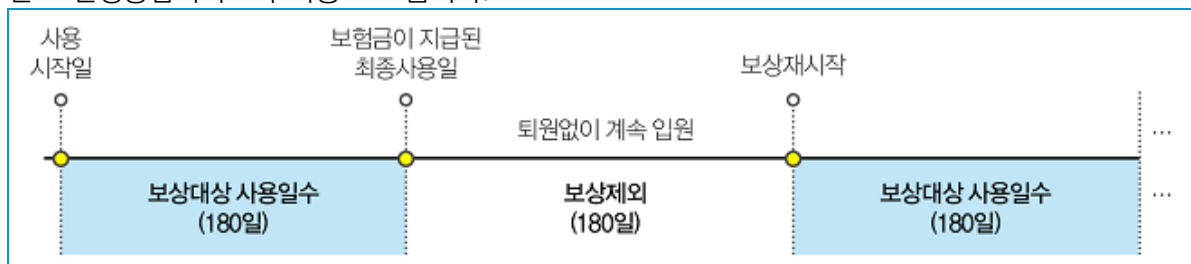 사용
시작일
보험금이 지급된
최종사용일
보상재시작
퇴원없이 계속 입원
...
보상대상 사용일수
(180일)
보상제외
(180일)
보상대상 사용일수
(180일)
...